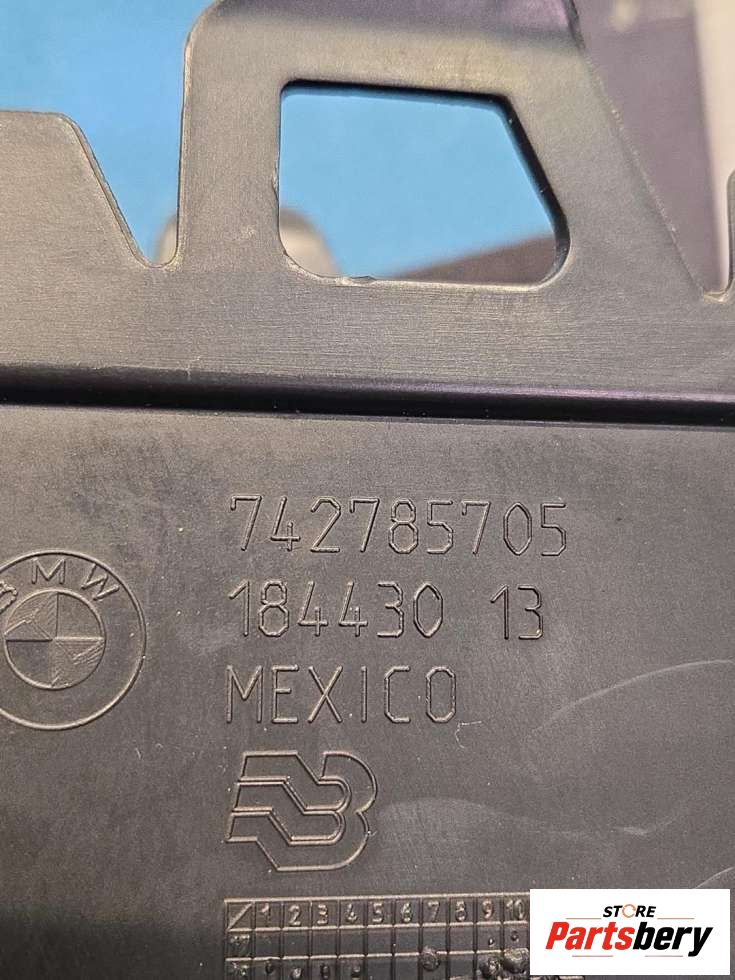 742785705
BMW
184430 13
MEXICO
B
1 2 3 4 5 6 7 8 9 10
STORE
Partsbery